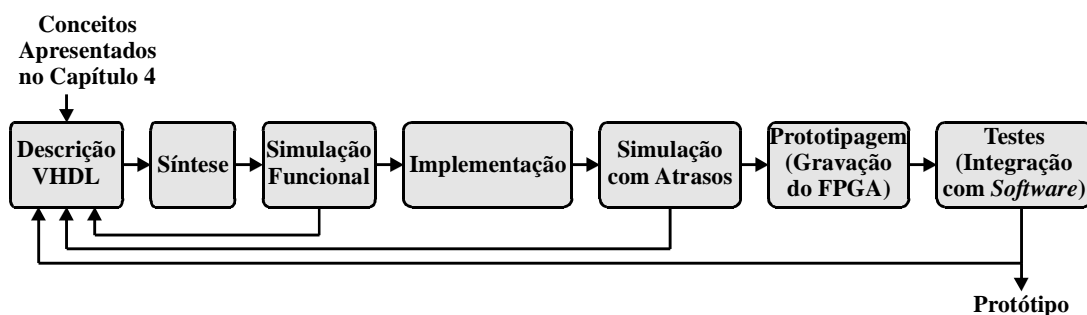 Conceitos
Apresentados
no Capítulo 4
Descrição
VHDL
Síntese
Simulação
Funcional
Implementação
Simulação
com Atrasos
Prototipagem
(Gravação
do FPGA)
Testes
(Integração
com Software)
Protótipo